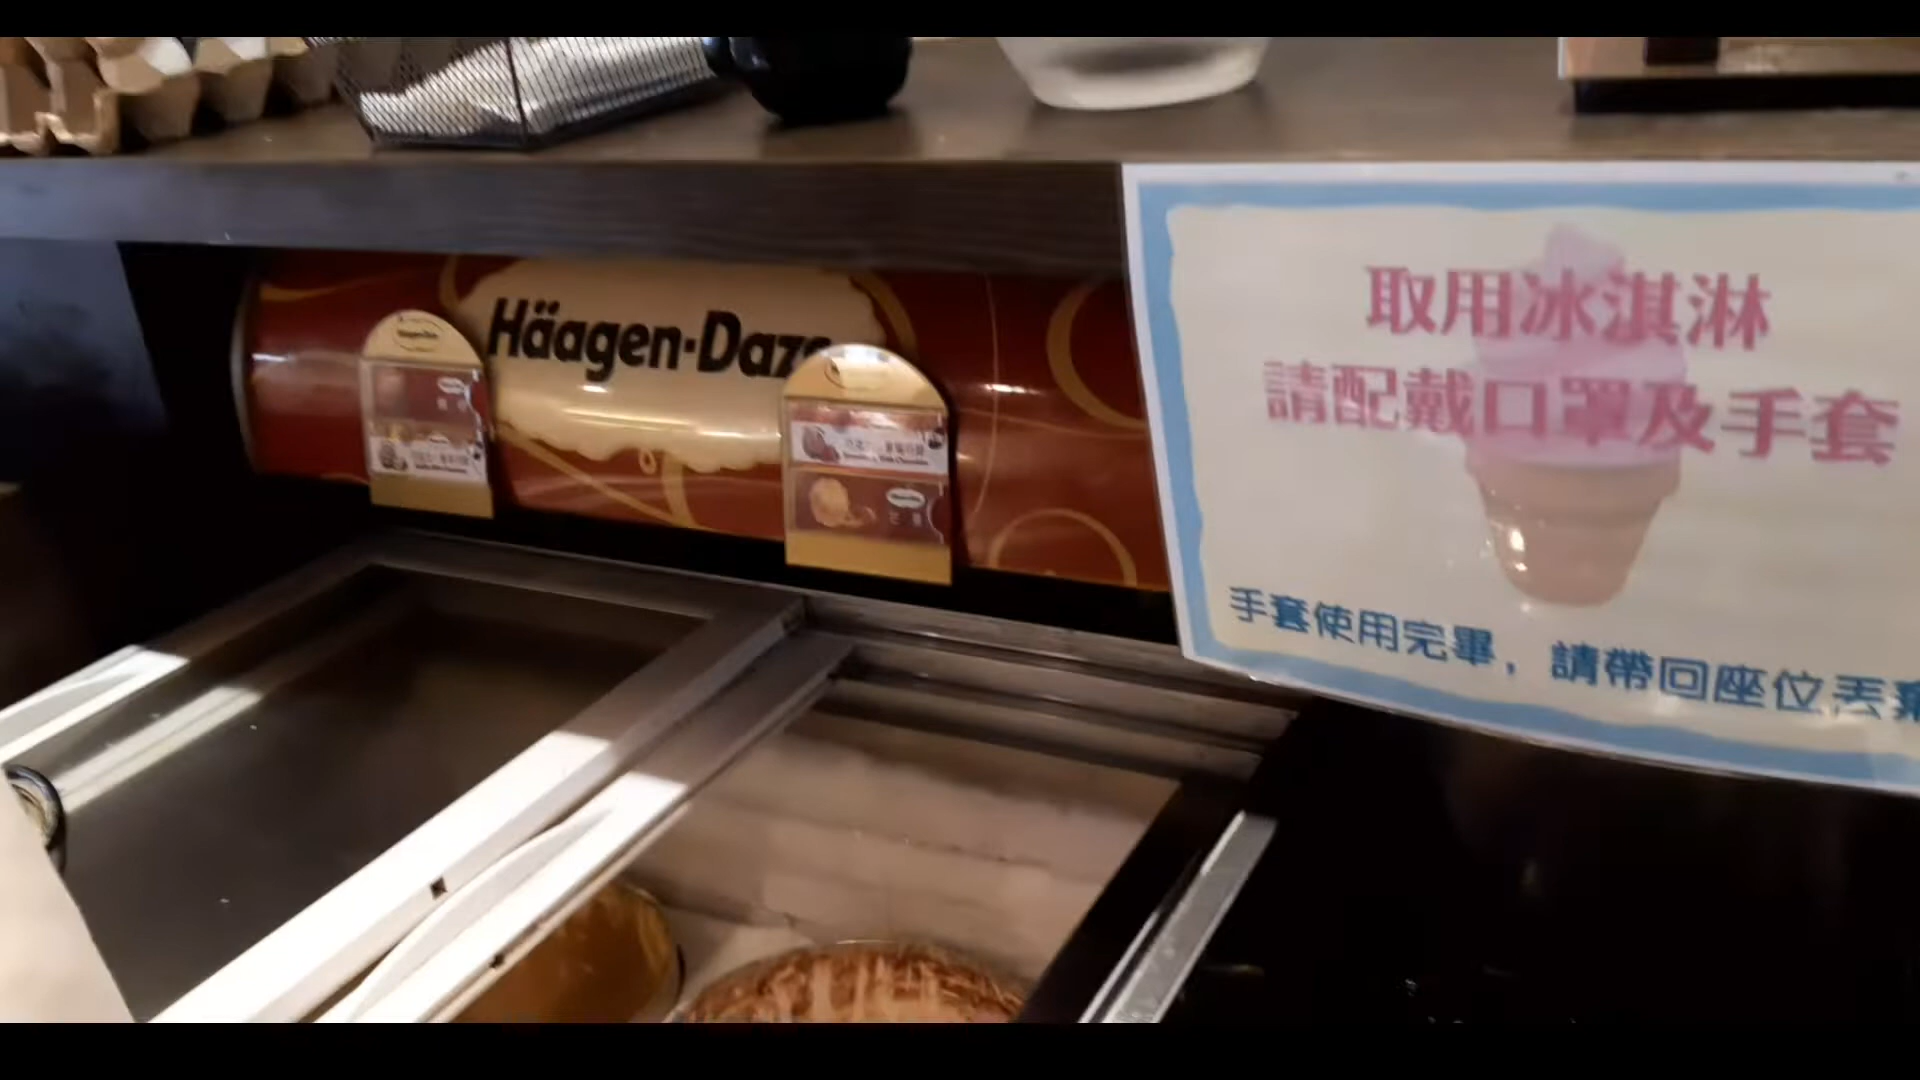 Häagen-Dazs
取用冰淇淋
請配戴口罩及手套
手套使用完畢，請帶回座位丟棄